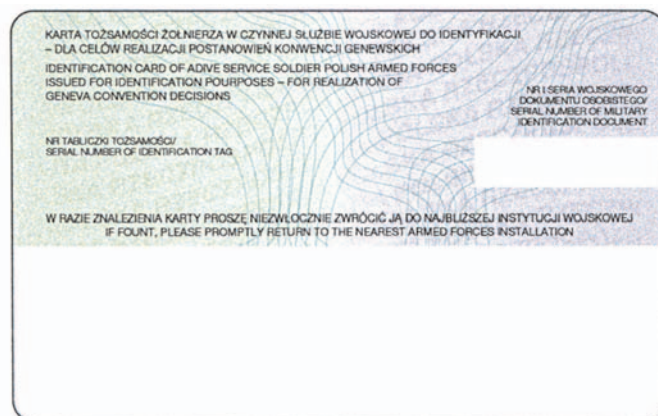 KARTA TOŻSAMOŚCI ŻOŁNIERZA W CZYNNEJ SŁUŻBIE WOJSKOWEJ DO IDENTYFIKACJI
– DLA CELÓW REALIZACJI POSTANOWIEŃ KONWENCJI GENEWSKICH
IDENTIFICATION CARD OF ADIVE SERVICE SOLDIER POLISH ARMED FORCES
ISSUED FOR IDENTIFICATION POURPOSES – FOR REALIZATION OF
GENEVA CONVENTION DECISIONS
NR I SERIA WOJSKOWEGO
DOKUMENTU OSOBISTEGO/
SERIAL NUMBER OF MILITARY
IDENTIFICATION DOCUMENT
NR TABLICZKI TOŻSAMOŚCI/
SERIAL NUMBER OF IDENTIFICATION TAG
W RAZIE ZNALEZIENIA KARTY PROSZĘ NIEZWŁOCZNIE ZWRÓCIĆ JĄ DO NAJBLIŻSZEJ INSTYTUCJI WOJSKOWEJ
IF FOUNT, PLEASE PROMPTLY RETURN TO THE NEAREST ARMED FORCES INSTALLATION